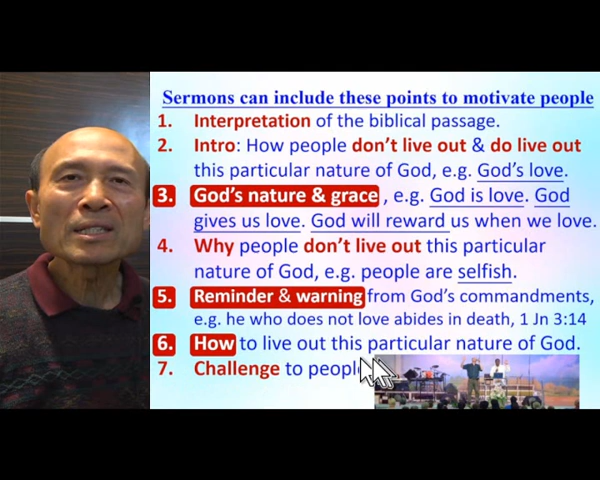 Sermons can include these points to motivate people
1. Interpretation of the biblical passage.
2. Intro: How people don't live out & do live out
this particular nature of God, e.g. God's love.
3. God's nature & grace , e.g. God is love. God
gives us love. God will reward us when we love.
4. Why people don't live out this particular
nature of God, e.g. people are selfish.
5. Reminder & warning from God's commandments,
e.g. he who does not love abides in death, 1 Jn 3:14
6. How to live out this particular nature of God.
7. Challenge to people